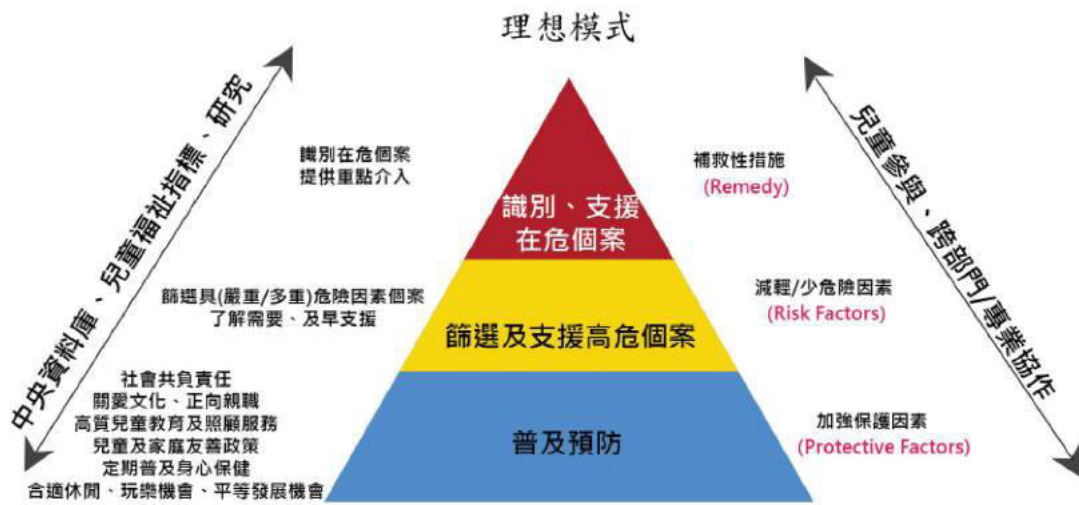 理想模式
中央資料庫、兒童福祉指標、研究
兒童參與、跨部門/專業協作
識別在危個案
提供重點介入
識別、支援
在危個案
補救性措施
(Remedy)
篩選具(嚴重/多重)危險因素個案
了解需要、及早支援
篩選及支援高危個案
減輕/少危險因素
(Risk Factors)
社會共負責任
關愛文化、正向親職
高質兒童教育及照顧服務
兒童及家庭友善政策
定期普及身心保健
合適休閒、玩樂機會、平等發展機會
普及預防
加強保護因素
(Protective Factors)